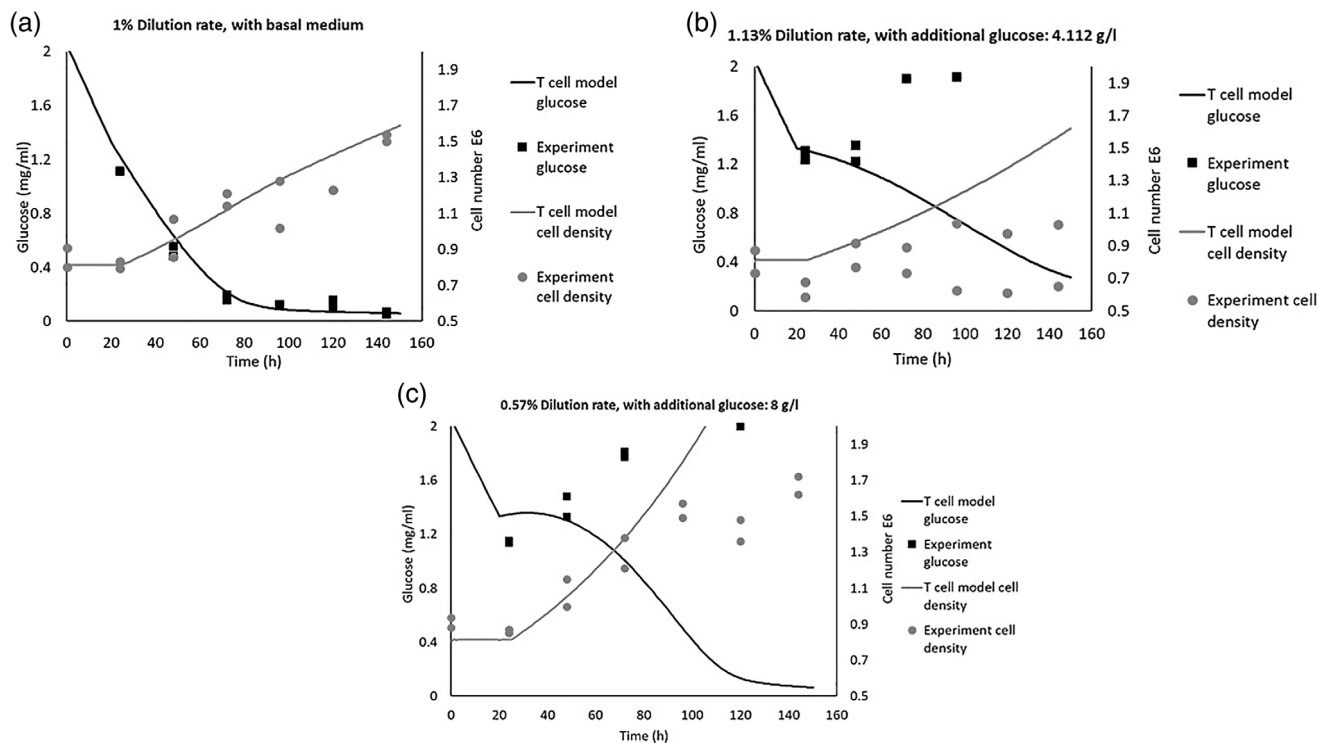 (a)
1% Dilution rate, with basal medium
2
1.6
1.2
0.8
0.4
0
Glucose (mg/ml)
1.9
1.7
1.5
1.3
1.1
0.9
0.7
0.5
Cell number E6
0 20 40 60 80 100 120 140 160
Time (h)
T cell model
glucose
Experiment
glucose
T cell model
cell density
Experiment
cell density
(b)
1.13% Dilution rate, with additional glucose: 4.112 g/l
2
1.6
1.2
0.8
0.4
0
Glucose (mg/ml)
1.9
1.7
1.5
1.3
1.1
0.9
0.7
0.5
Cell number E6
0 20 40 60 80 100 120 140 160
Time (h)
T cell model
glucose
Experiment
glucose
T cell model
cell density
Experiment cell
density
(c)
0.57% Dilution rate, with additional glucose: 8 g/l
2
1.6
1.2
0.8
0.4
0
Glucose (mg/ml)
1.9
1.7
1.5
1.3
1.1
0.9
0.7
0.5
Cell number E6
0 20 40 60 80 100 120 140 160
Time (h)
T cell model
glucose
Experiment
glucose
T cell model cell
density
Experiment cell
density